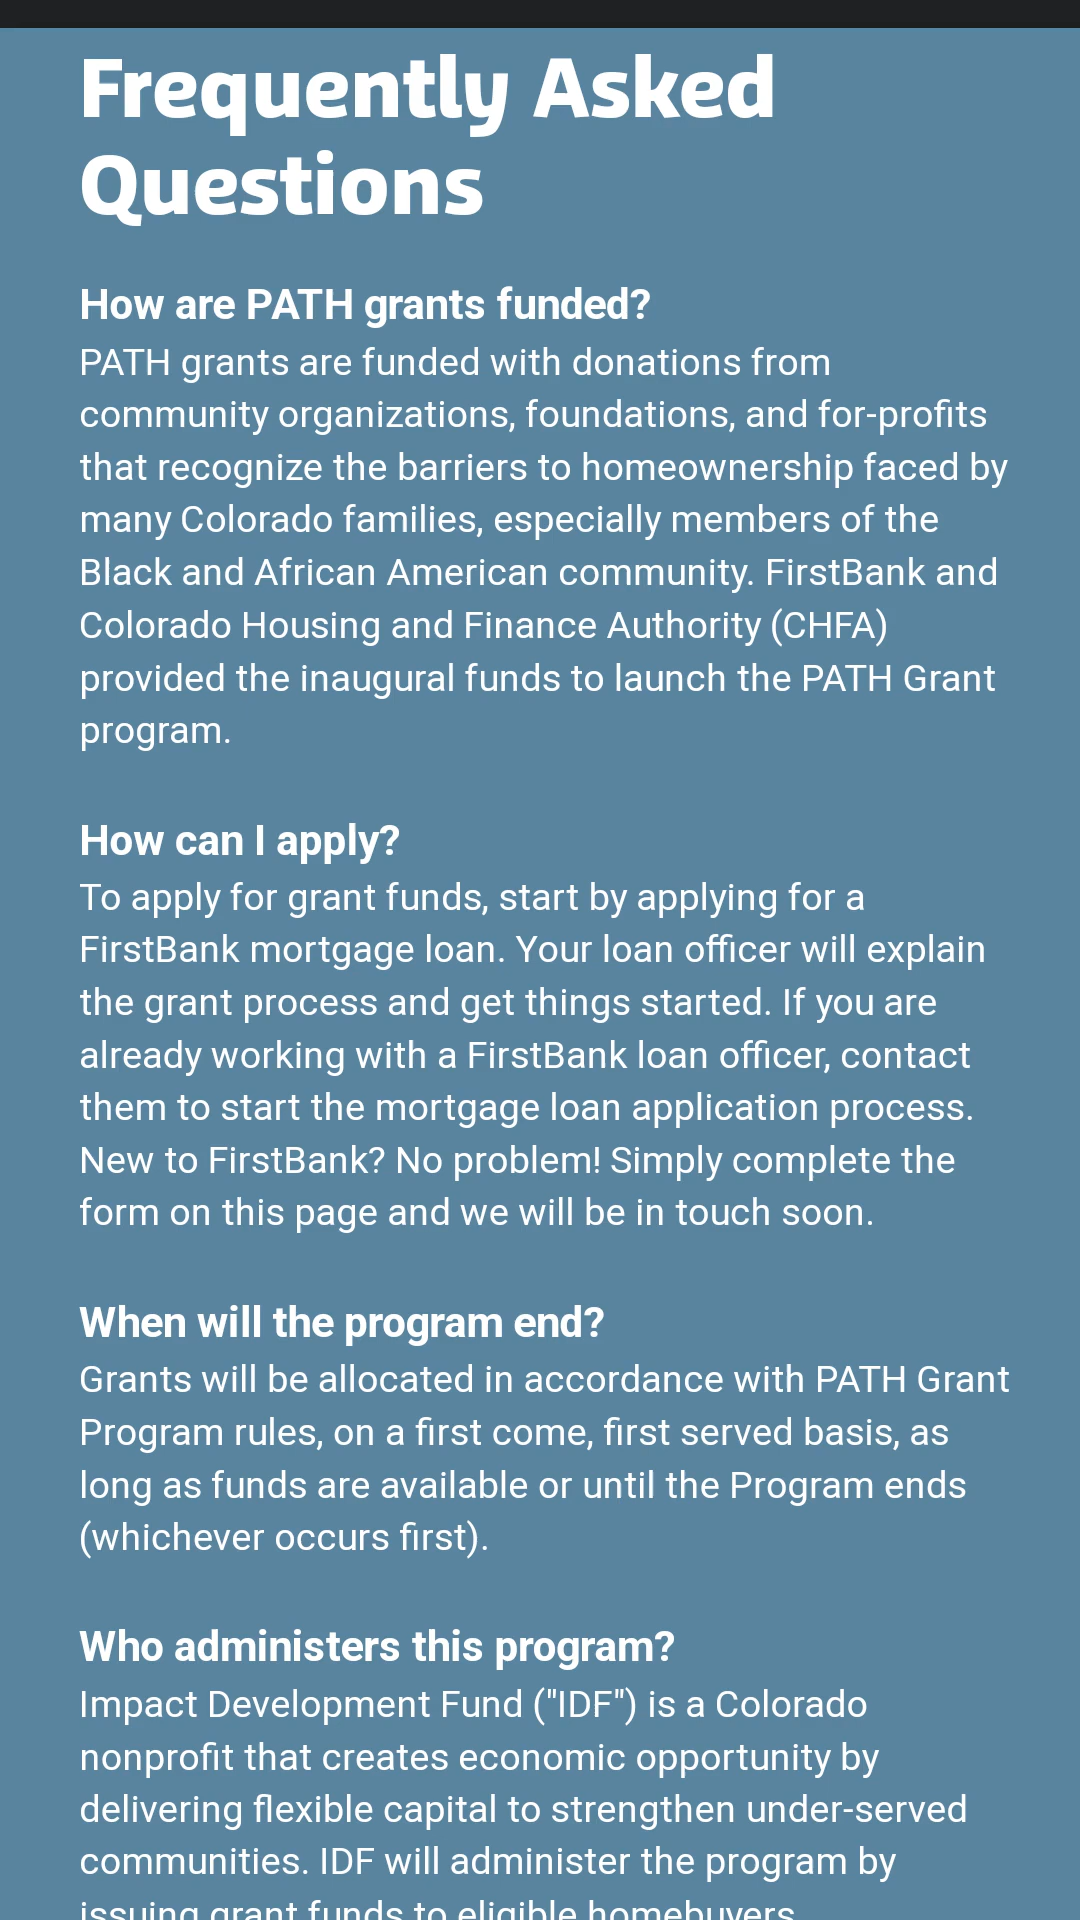 Frequently Asked
Questions
How are PATH grants funded?
PATH grants are funded with donations from
community organizations, foundations, and for-profits
that recognize the barriers to homeownership faced by
many Colorado families, especially members of the
Black and African American community. FirstBank and
Colorado Housing and Finance Authority (CHFA)
provided the inaugural funds to launch the PATH Grant
program.
How can I apply?
To apply for grant funds, start by applying for a
FirstBank mortgage loan. Your loan officer will explain
the grant process and get things started. If you are
already working with a FirstBank loan officer, contact
them to start the mortgage loan application process.
New to FirstBank? No problem! Simply complete the
form on this page and we will be in touch soon.
When will the program end?
Grants will be allocated in accordance with PATH Grant
Program rules, on a first come, first served basis, as
long as funds are available or until the Program ends
(whichever occurs first).
Who administers this program?
Impact Development Fund ("IDF") is a Colorado
nonprofit that creates economic opportunity by
delivering flexible capital to strengthen under-served
communities. IDF will administer the program by
issuing grant funds to eligible homebuyers